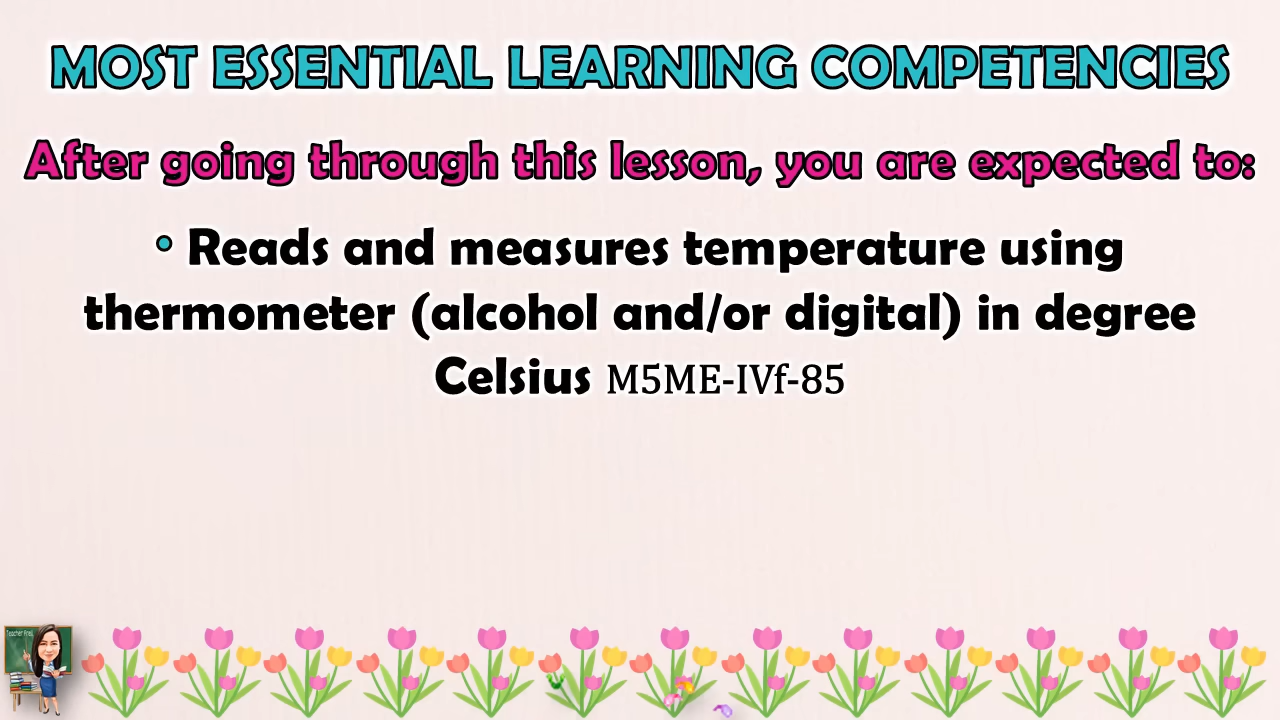 MOST ESSENTIAL LEARNING COMPETENCIES
After going through this lesson, you are expected to:
• Reads and measures temperature using
thermometer (alcohol and/or digital) in degree
Celsius M5ME-IVf-85
Teacher